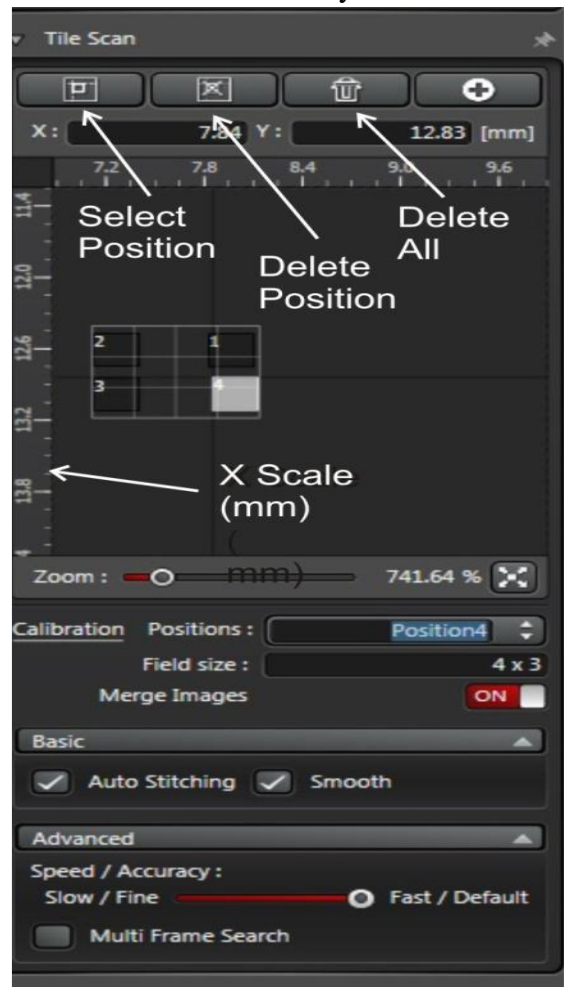 Tile Scan
X : 7.84 Y : 12.83 [mm]
7.2 7.8 8.4 9.0 9.6
11.4
12.0
12.6
13.2
13.8
4
Select
Position
Delete
Position
Delete
All
2 1
3 4
X Scale
(mm)
(
mm)
Zoom : 741.64 %
Calibration Positions : Position4
Field size : 4 x 3
Merge Images ON
Basic
Auto Stitching Smooth
Advanced
Speed / Accuracy :
Slow / Fine Fast / Default
Multi Frame Search